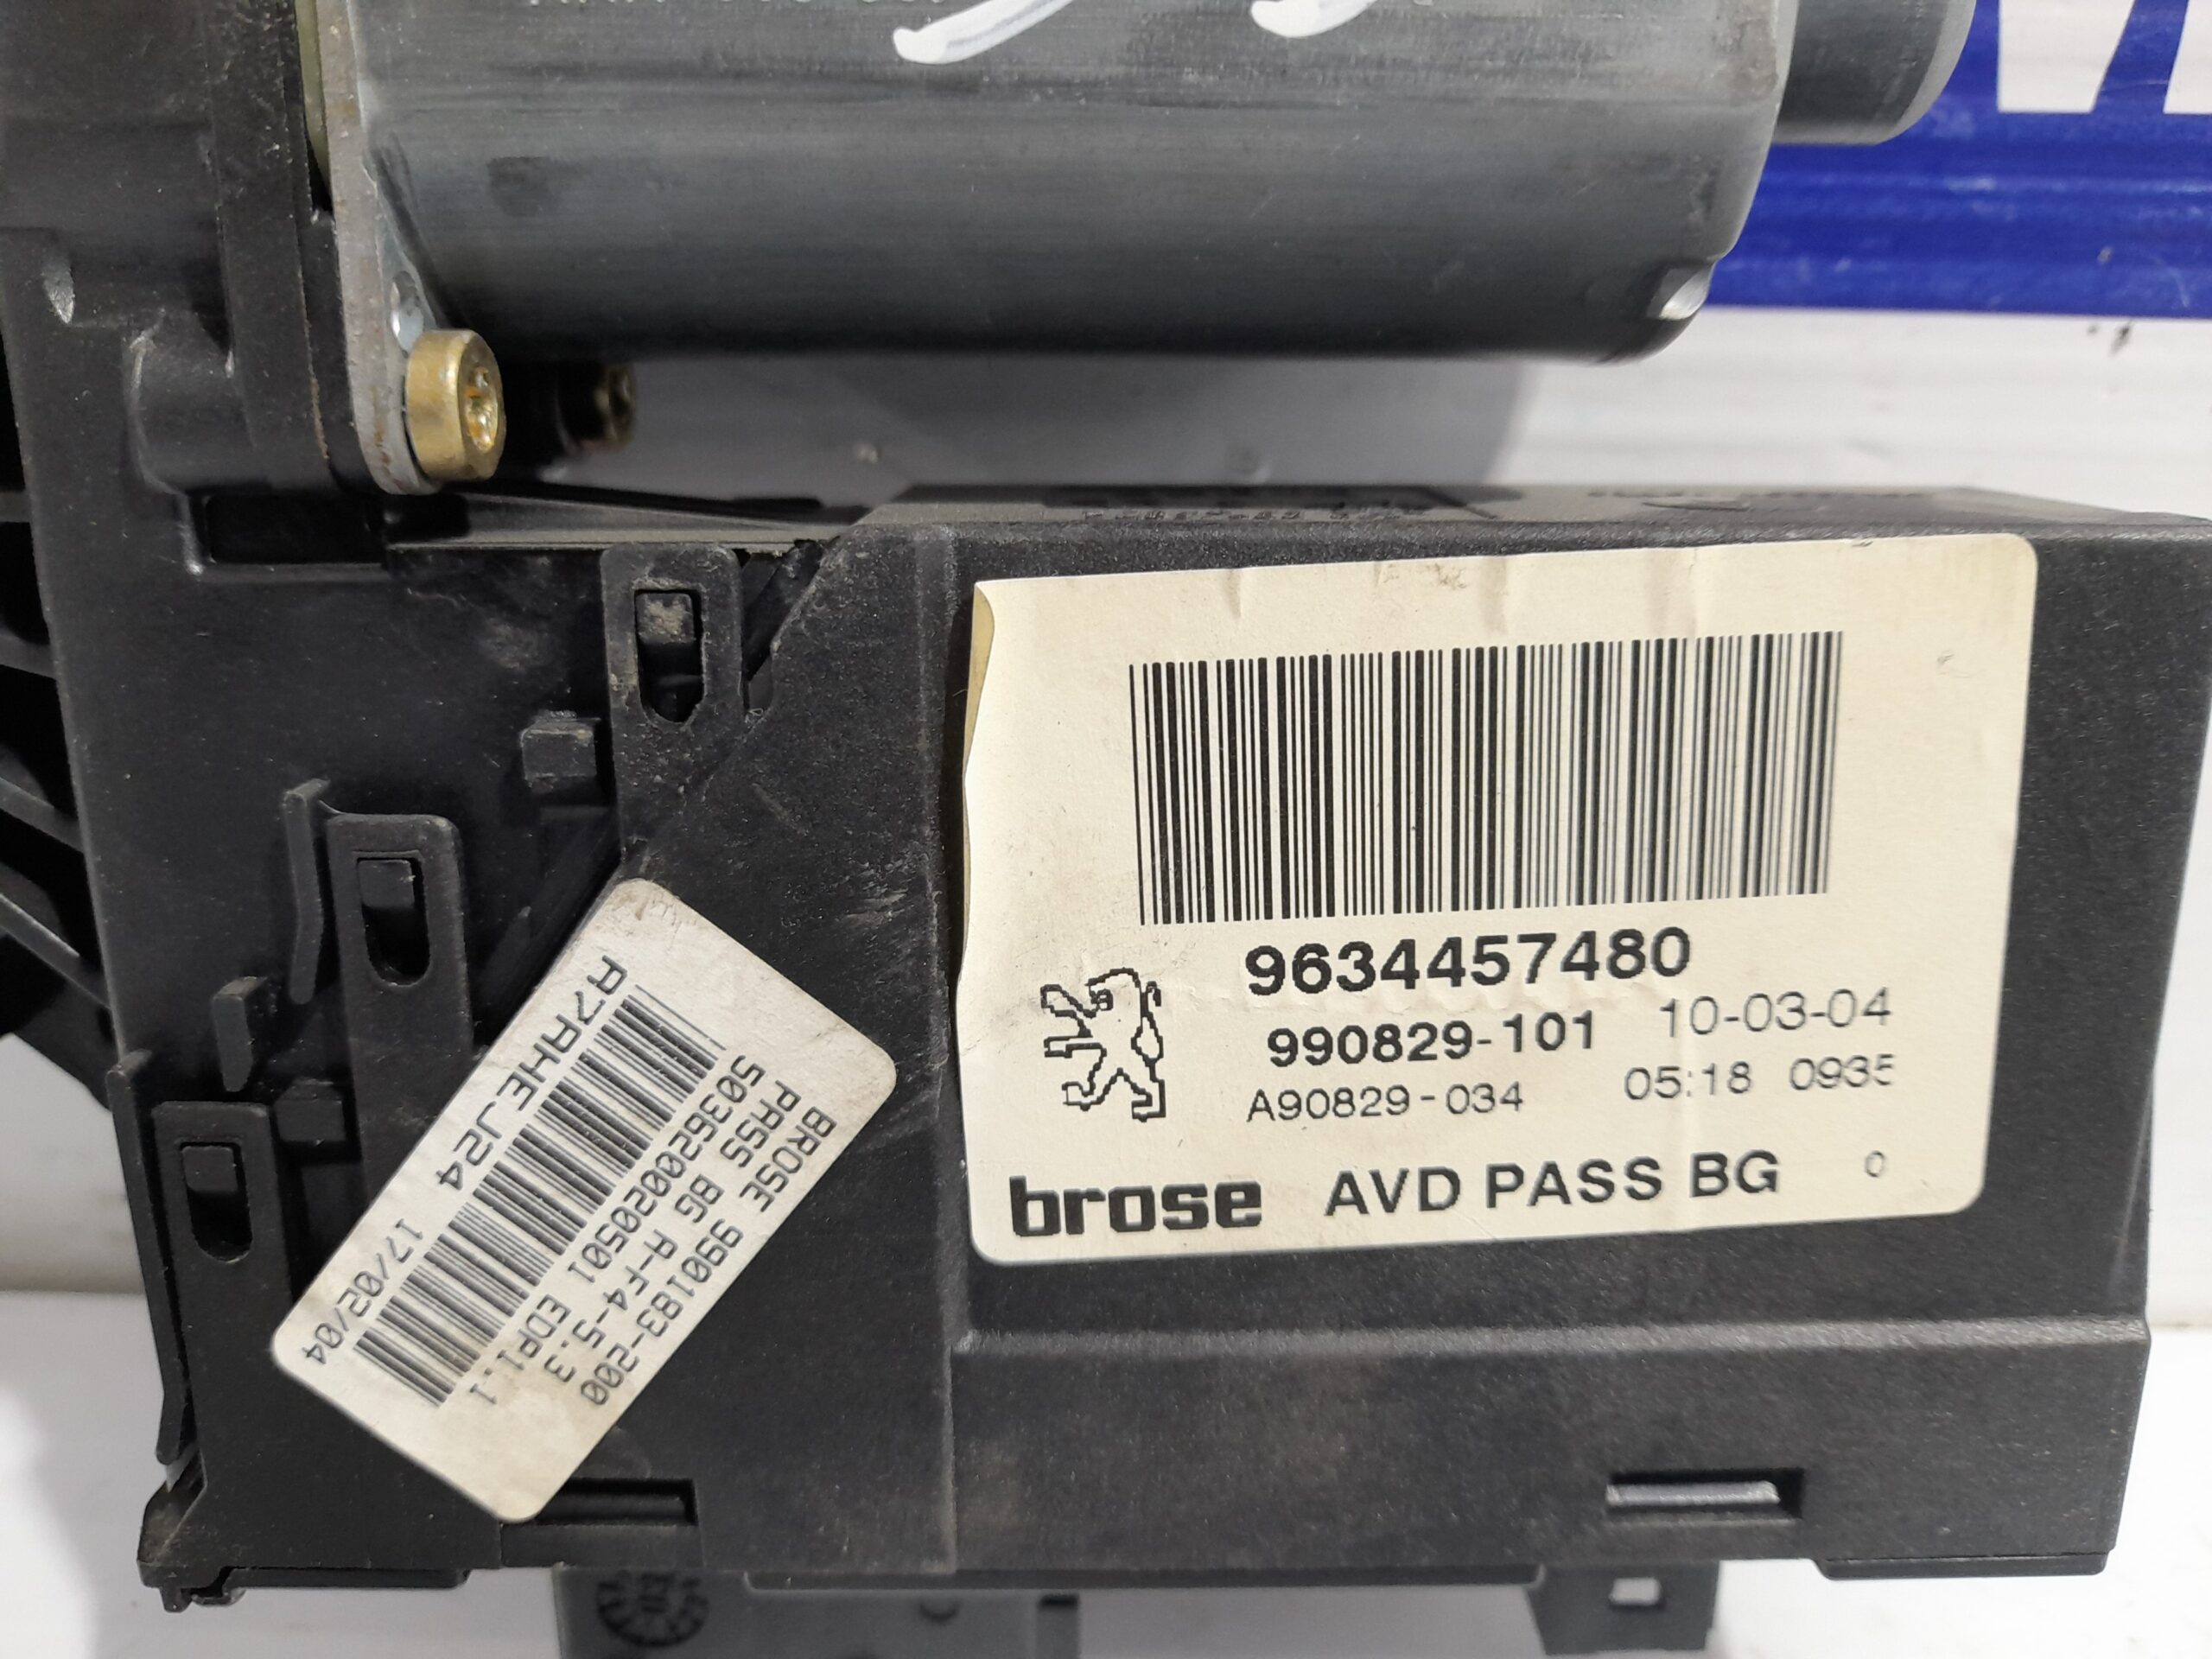 9634457480
990829-101 10-03-04
A90829-034 05:18 0935
brose AVD PASS BG 0
BROSE 990183-200
PASS BG A-F4-5.3
503620020501 EDP1.1
A7AHEJ24 17/02/04